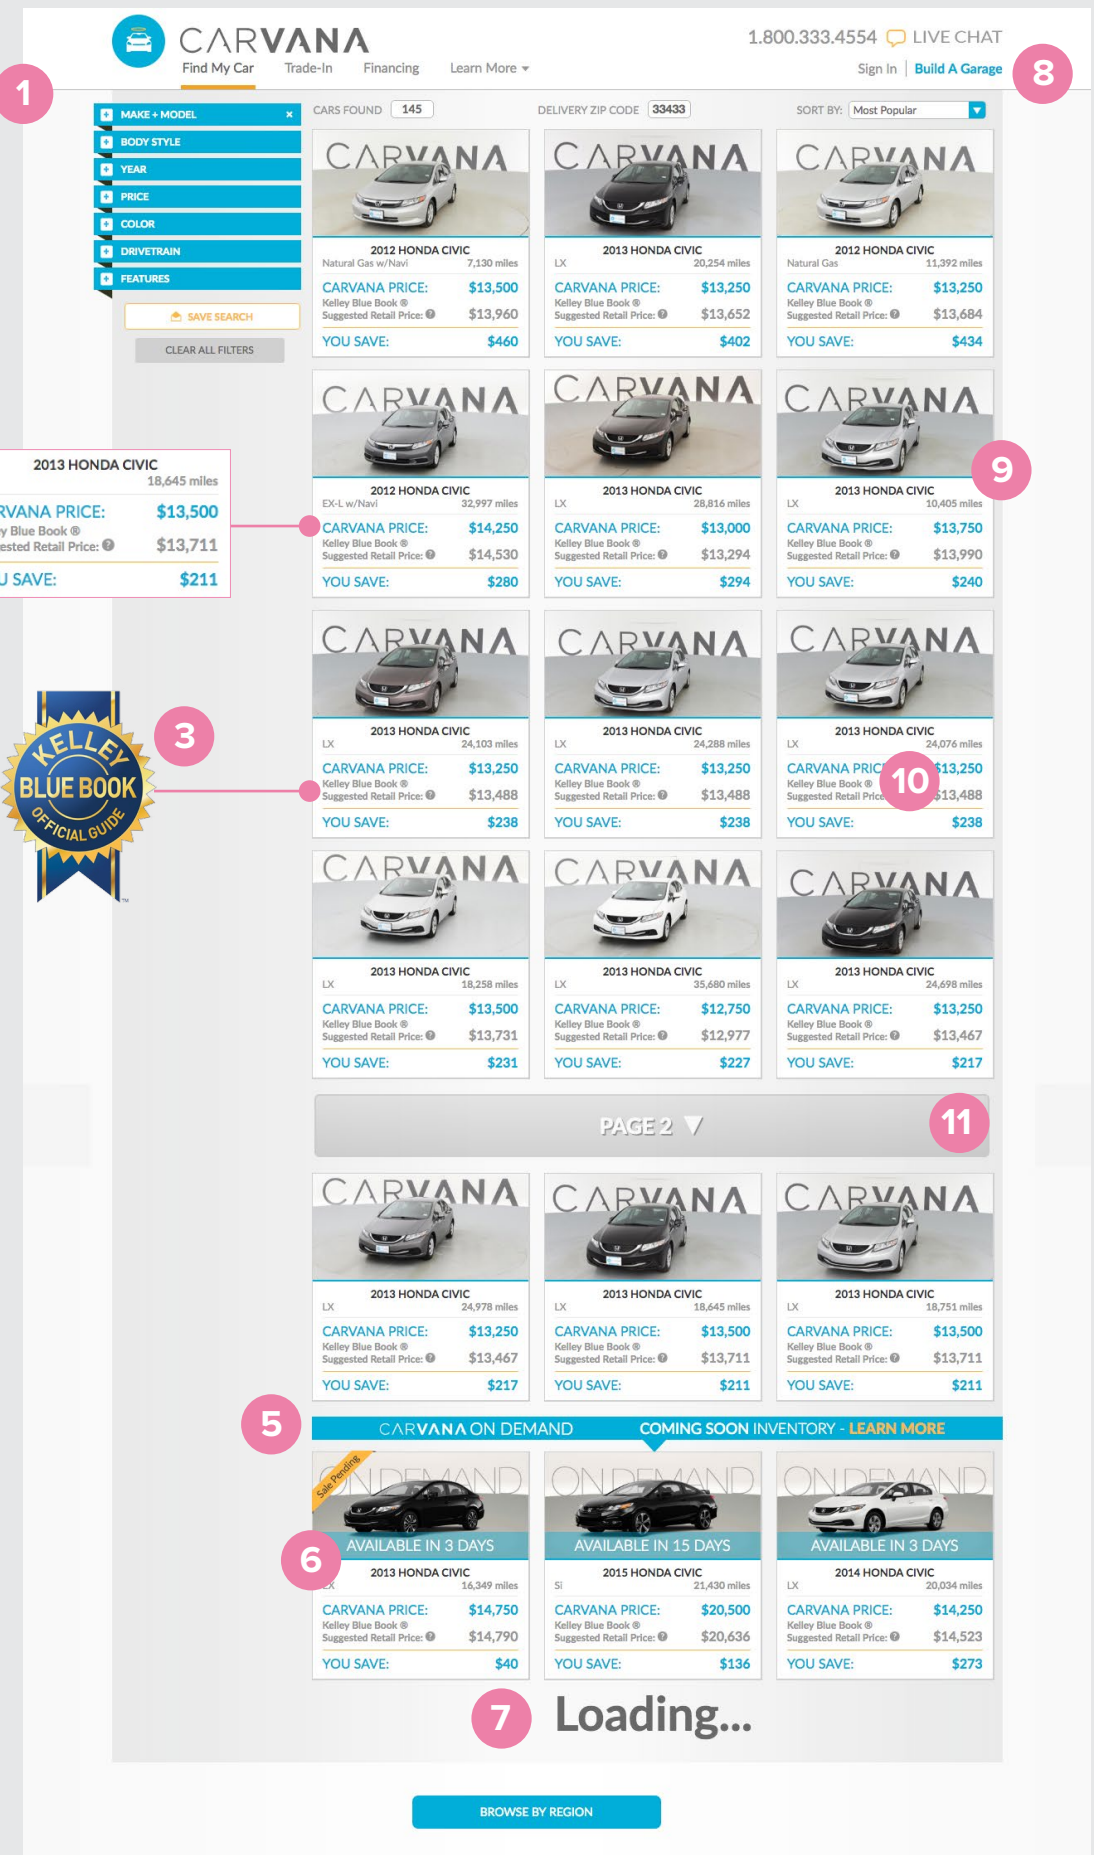 CARVANA
1.800.333.4554 LIVE CHAT
Find My Car Trade-In Financing Learn More
Sign In | Build A Garage
8
1
MAKE + MODEL ×
BODY STYLE
YEAR
PRICE
COLOR
DRIVETRAIN
FEATURES
SAVE SEARCH
CLEAR ALL FILTERS
CARS FOUND 145 DELIVERY ZIP CODE 33433 SORT BY: Most Popular
CARVANA
2012 HONDA CIVIC
Natural Gas w/Navi 7,130 miles
CARVANA PRICE: $13,500
Kelley Blue Book ®
Suggested Retail Price: $13,960
YOU SAVE: $460
CARVANA
2013 HONDA CIVIC
LX 20,254 miles
CARVANA PRICE: $13,250
Kelley Blue Book ®
Suggested Retail Price: $13,652
YOU SAVE: $402
CARVANA
2012 HONDA CIVIC
Natural Gas 11,392 miles
CARVANA PRICE: $13,250
Kelley Blue Book ®
Suggested Retail Price: $13,684
YOU SAVE: $434
CARVANA
2012 HONDA CIVIC
EX-L w/Navi 32,997 miles
CARVANA PRICE: $14,250
Kelley Blue Book ®
Suggested Retail Price: $14,530
YOU SAVE: $280
CARVANA
2013 HONDA CIVIC
LX 28,816 miles
CARVANA PRICE: $13,000
Kelley Blue Book ®
Suggested Retail Price: $13,294
YOU SAVE: $294
CARVANA
9
2013 HONDA CIVIC
LX 10,405 miles
CARVANA PRICE: $13,750
Kelley Blue Book ®
Suggested Retail Price: $13,990
YOU SAVE: $240
2013 HONDA CIVIC
18,645 miles
RVANA PRICE: $13,500
y Blue Book ®
ested Retail Price: $13,711
U SAVE: $211
KELLEY
BLUE BOOK
OFFICIAL GUIDE
TM
3
CARVANA
2013 HONDA CIVIC
LX 24,103 miles
CARVANA PRICE: $13,250
Kelley Blue Book ®
Suggested Retail Price: $13,488
YOU SAVE: $238
CARVANA
2013 HONDA CIVIC
LX 24,288 miles
CARVANA PRICE: $13,250
Kelley Blue Book ®
Suggested Retail Price: $13,488
YOU SAVE: $238
CARVANA
2013 HONDA CIVIC
LX 24,076 miles
CARVANA PRICE $13,250
Kelley Blue Book ®
10
Suggested Retail Price $13,488
YOU SAVE: $238
CARVANA
2013 HONDA CIVIC
LX 18,258 miles
CARVANA PRICE: $13,500
Kelley Blue Book ®
Suggested Retail Price: $13,731
YOU SAVE: $231
CARVANA
2013 HONDA CIVIC
LX 35,680 miles
CARVANA PRICE: $12,750
Kelley Blue Book ®
Suggested Retail Price: $12,977
YOU SAVE: $227
CARVANA
2013 HONDA CIVIC
LX 24,698 miles
CARVANA PRICE: $13,250
Kelley Blue Book ®
Suggested Retail Price: $13,467
YOU SAVE: $217
PAGE 2
11
CARVANA
2013 HONDA CIVIC
LX 24,978 miles
CARVANA PRICE: $13,250
Kelley Blue Book ®
Suggested Retail Price: $13,467
YOU SAVE: $217
CARVANA
2013 HONDA CIVIC
LX 18,645 miles
CARVANA PRICE: $13,500
Kelley Blue Book ®
Suggested Retail Price: $13,711
YOU SAVE: $211
CARVANA
2013 HONDA CIVIC
LX 18,751 miles
CARVANA PRICE: $13,500
Kelley Blue Book ®
Suggested Retail Price: $13,711
YOU SAVE: $211
5
CARVANA ON DEMAND COMING SOON INVENTORY - LEARN MORE
ON DEMAND
Sale Pending
AVAILABLE IN 3 DAYS
6
2013 HONDA CIVIC
16,349 miles
CARVANA PRICE: $14,750
Kelley Blue Book ®
Suggested Retail Price: $14,790
YOU SAVE: $40
ON DEMAND
AVAILABLE IN 15 DAYS
2015 HONDA CIVIC
Si 21,430 miles
CARVANA PRICE: $20,500
Kelley Blue Book ®
Suggested Retail Price: $20,636
YOU SAVE: $136
ON DEMAND
AVAILABLE IN 3 DAYS
2014 HONDA CIVIC
LX 20,034 miles
CARVANA PRICE: $14,250
Kelley Blue Book ®
Suggested Retail Price: $14,523
YOU SAVE: $273
7
Loading...
BROWSE BY REGION